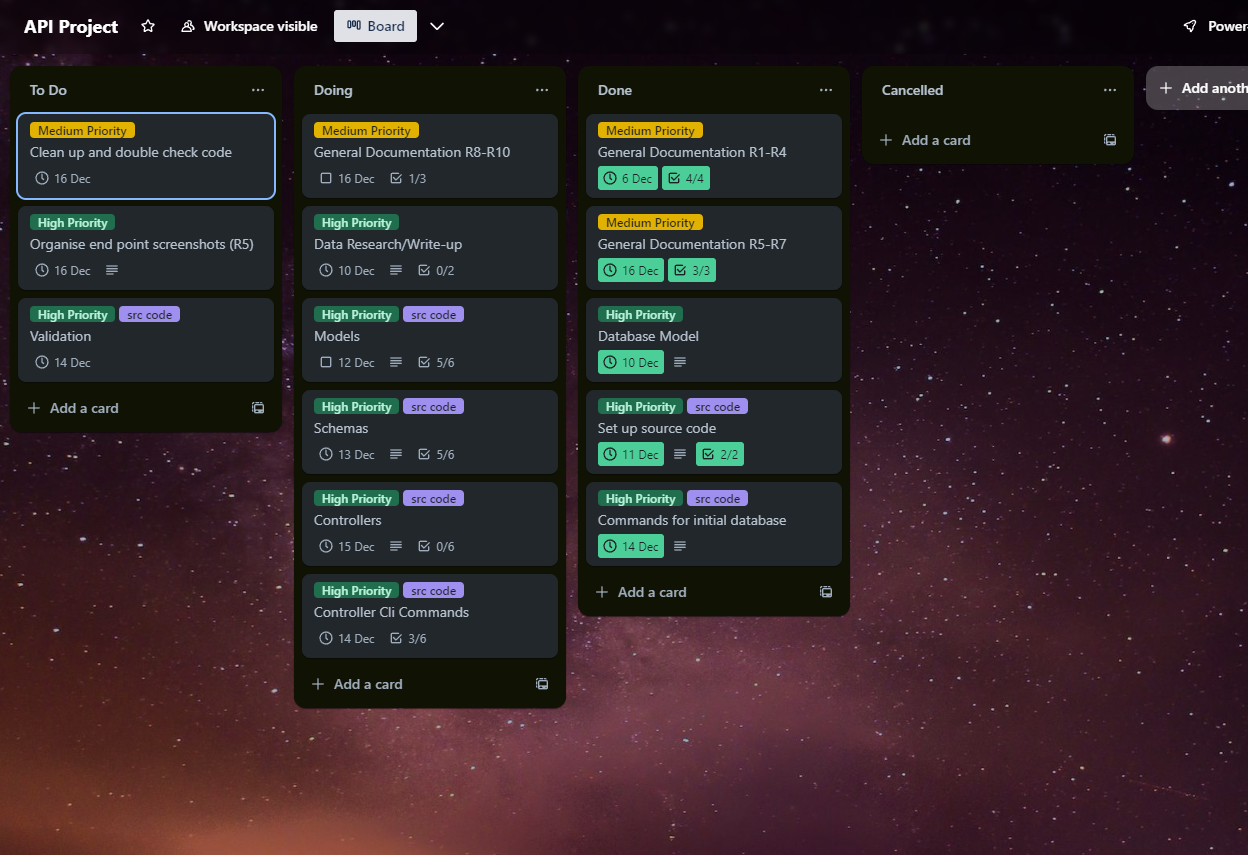 API Project
Workspace visible
Board
Power-
To Do
Medium Priority
Clean up and double check code
16 Dec
High Priority
Organise end point screenshots (R5)
16 Dec
High Priority src code
Validation
14 Dec
Add a card
Doing
Medium Priority
General Documentation R8-R10
16 Dec 1/3
High Priority
Data Research/Write-up
10 Dec 0/2
High Priority src code
Models
12 Dec 5/6
High Priority src code
Schemas
13 Dec 5/6
High Priority src code
Controllers
15 Dec 0/6
High Priority src code
Controller Cli Commands
14 Dec 3/6
Add a card
Done
Medium Priority
General Documentation R1-R4
6 Dec 4/4
Medium Priority
General Documentation R5-R7
16 Dec 3/3
High Priority
Database Model
10 Dec
High Priority src code
Set up source code
11 Dec 2/2
High Priority src code
Commands for initial database
14 Dec
Add a card
Cancelled
Add a card
Add anoth